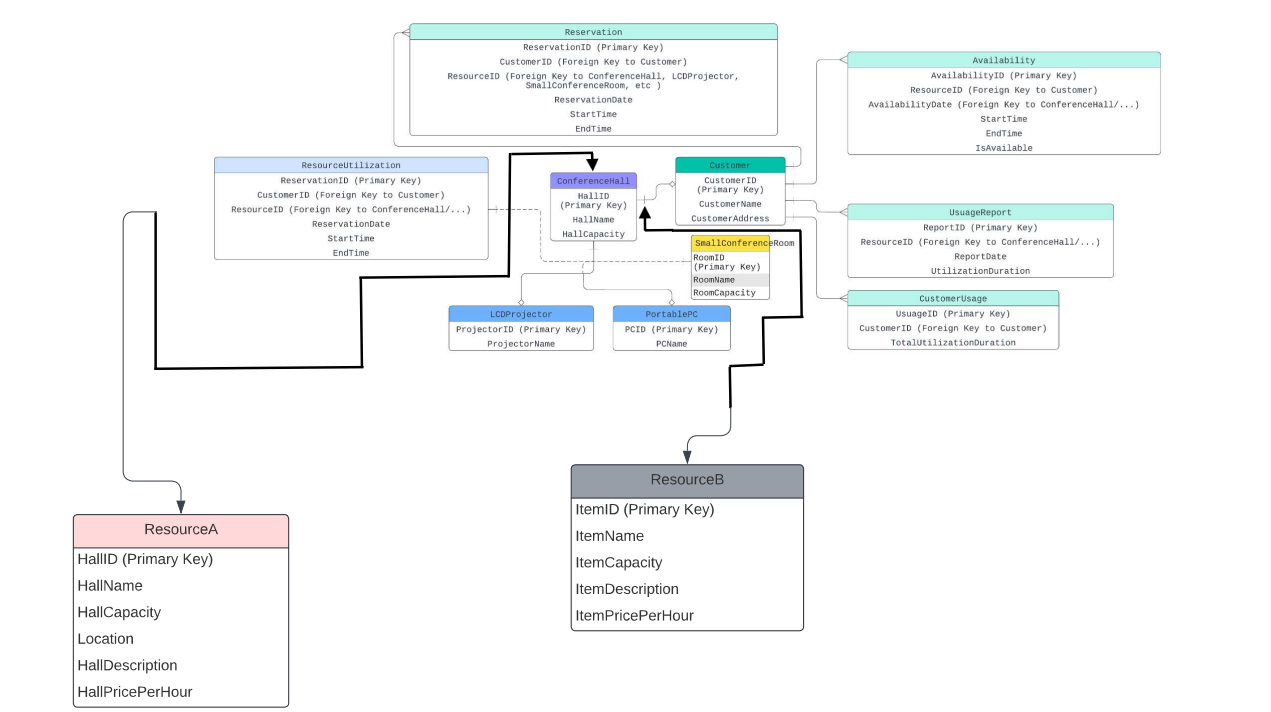 Reservation
ReservationID (Primary Key)
CustomerID (Foreign Key to Customer)
ResourceID (Foreign Key to ConferenceHall, LCDProjector,
SmallConferenceRoom, etc )
ReservationDate
StartTime
EndTime
Availability
AvailabilityID (Primary Key)
ResourceID (Foreign Key to Customer)
AvailabilityDate (Foreign Key to ConferenceHall/...)
StartTime
EndTime
IsAvailable
ResourceUtilization
ReservationID (Primary Key)
CustomerID (Foreign Key to Customer)
ResourceID (Foreign Key to ConferenceHall/...)
ReservationDate
StartTime
EndTime
ConferenceHall
HallID
(Primary Key)
HallName
HallCapacity
Customer
CustomerID
(Primary Key)
CustomerName
CustomerAddress
UsuageReport
ReportID (Primary Key)
ResourceID (Foreign Key to ConferenceHall/...)
ReportDate
UtilizationDuration
SmallConferenceRoom
RoomID
(Primary Key)
RoomName
RoomCapacity
CustomerUsage
UsuageID (Primary Key)
CustomerID (Foreign Key to Customer)
TotalUtilizationDuration
LCDProjector
ProjectorID (Primary Key)
ProjectorName
PortablePC
PCID (Primary Key)
PCName
ResourceA
HallID (Primary Key)
HallName
HallCapacity
Location
HallDescription
HallPricePerHour
ResourceB
ItemID (Primary Key)
ItemName
ItemCapacity
ItemDescription
ItemPricePerHour